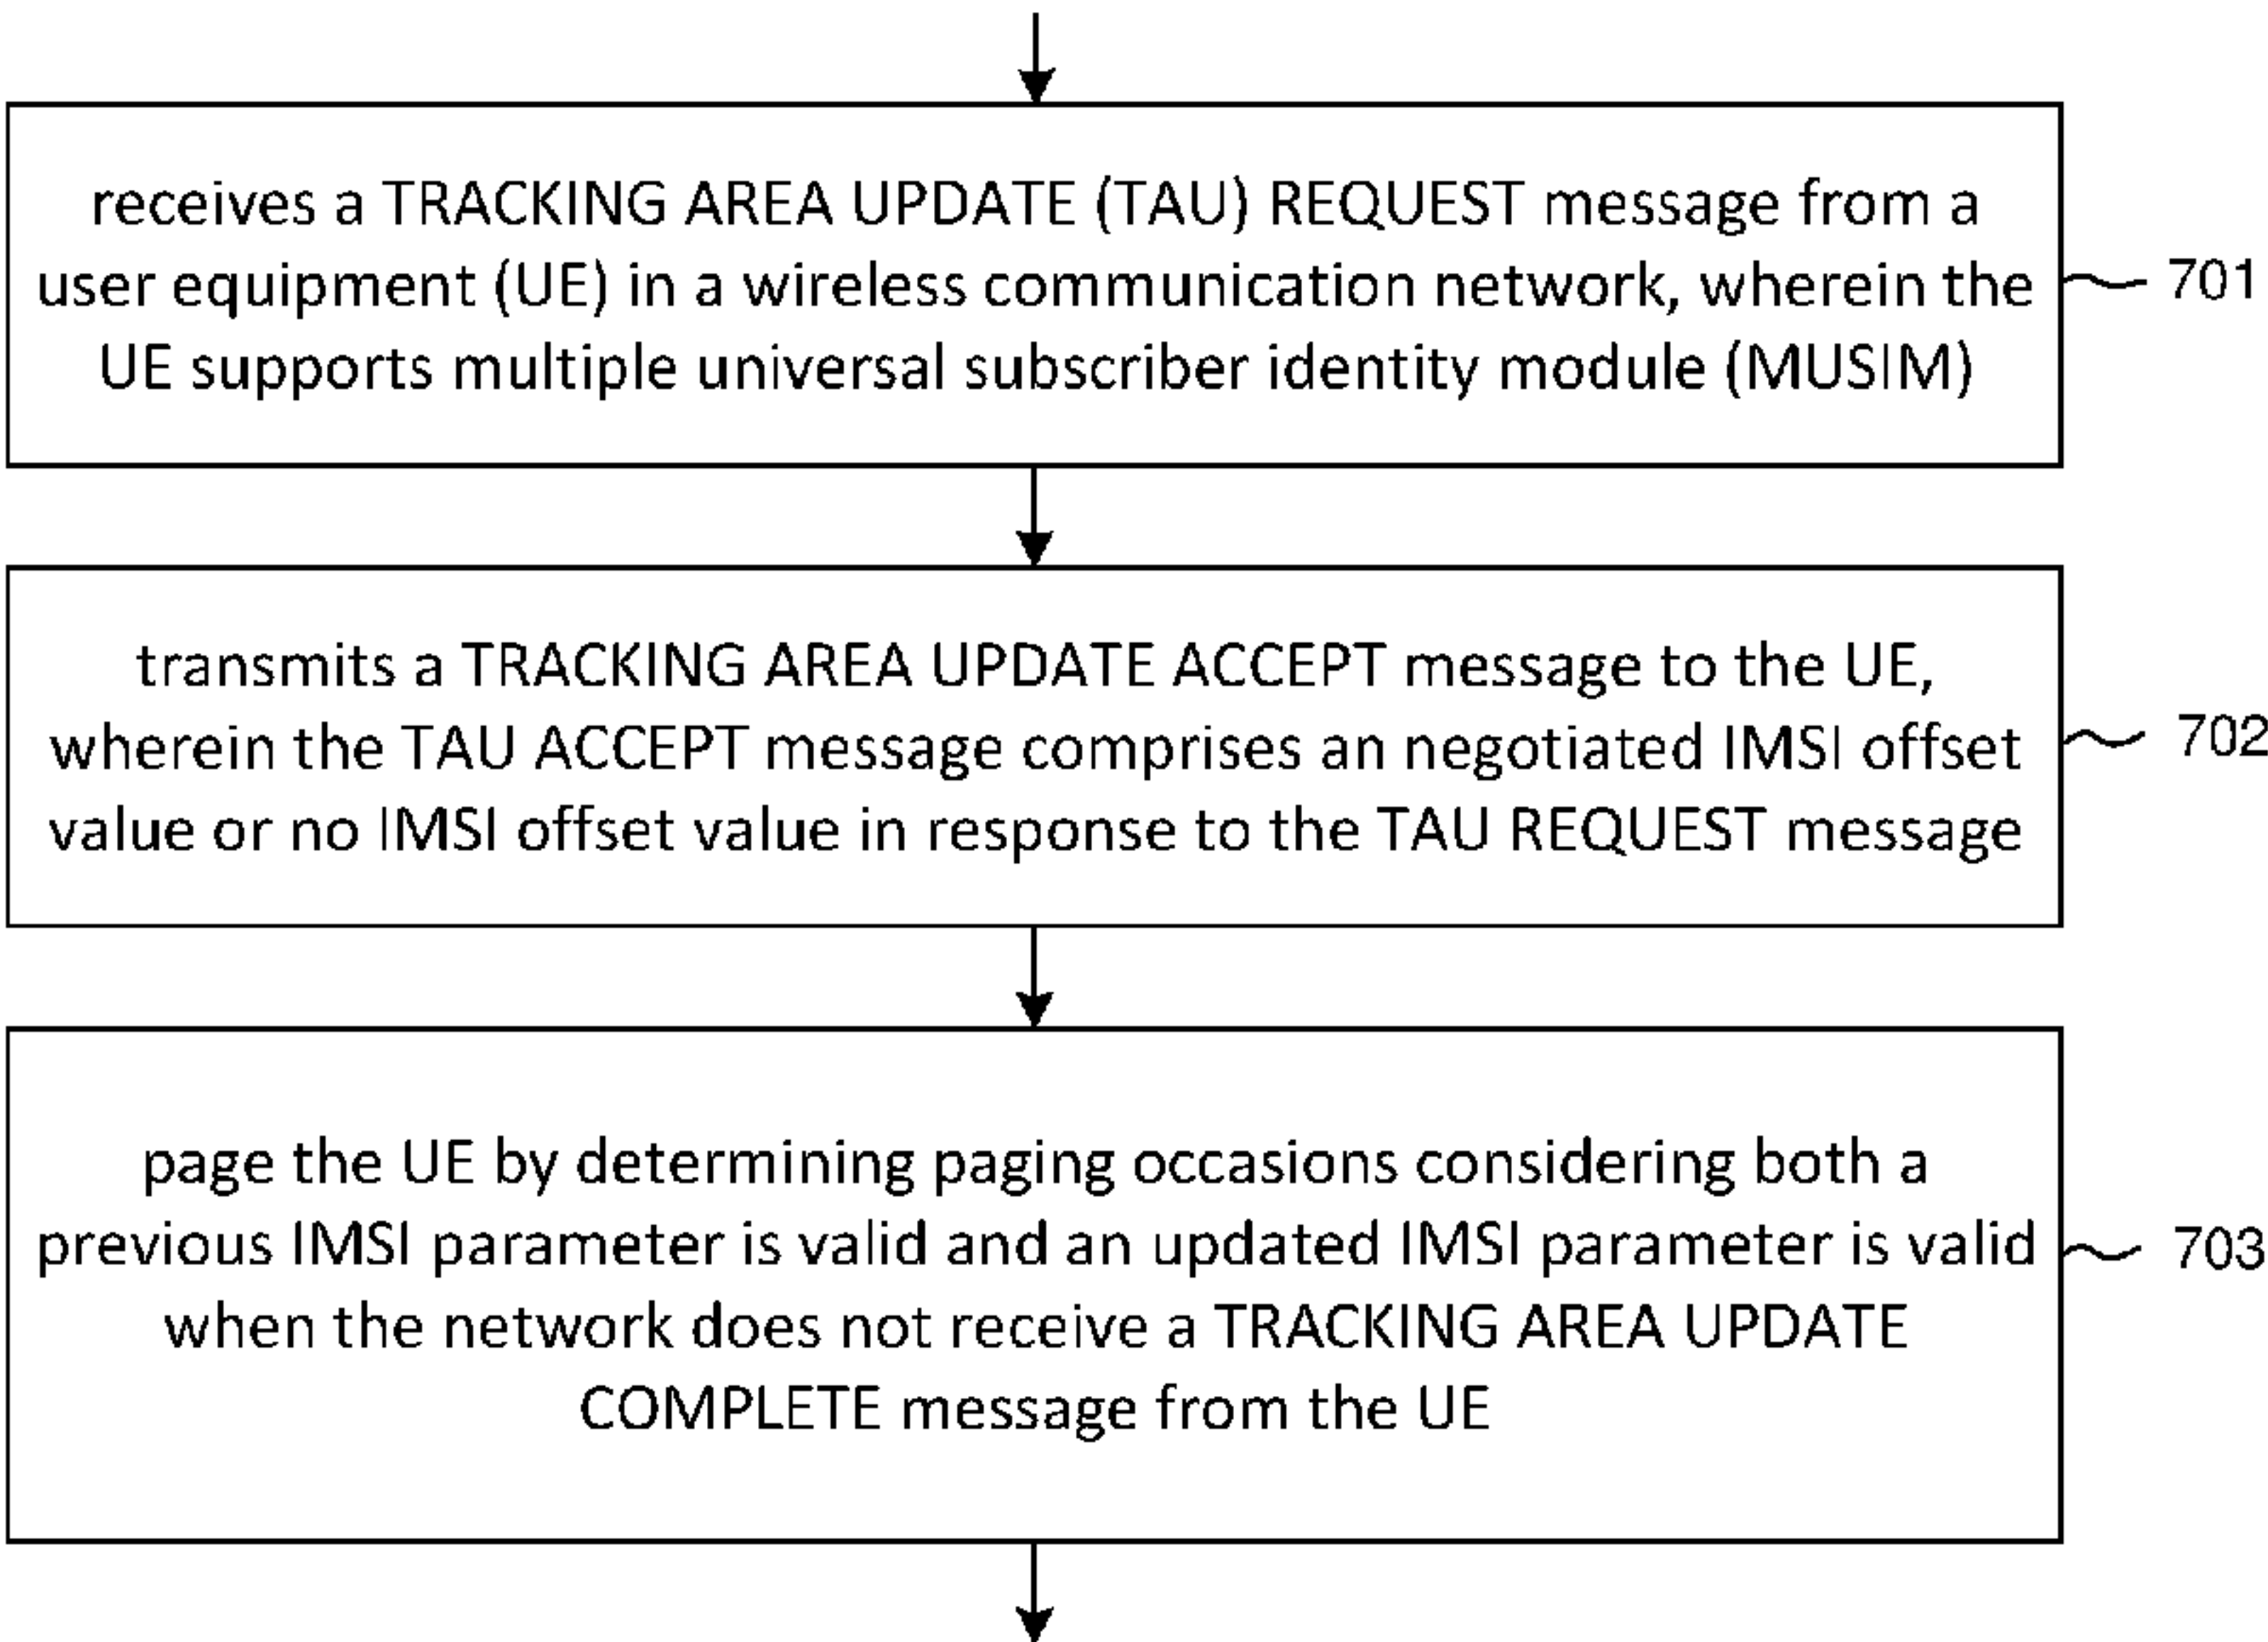 receives a TRACKING AREA UPDATE (TAU) REQUEST message from a
user equipment (UE) in a wireless communication network, wherein the
UE supports multiple universal subscriber identity module (MUSIM)
701
transmits a TRACKING AREA UPDATE ACCEPT message to the UE,
wherein the TAU ACCEPT message comprises an negotiated IMSI offset
value or no IMSI offset value in response to the TAU REQUEST message
702
page the UE by determining paging occasions considering both a
previous IMSI parameter is valid and an updated IMSI parameter is valid
when the network does not receive a TRACKING AREA UPDATE
COMPLETE message from the UE
703